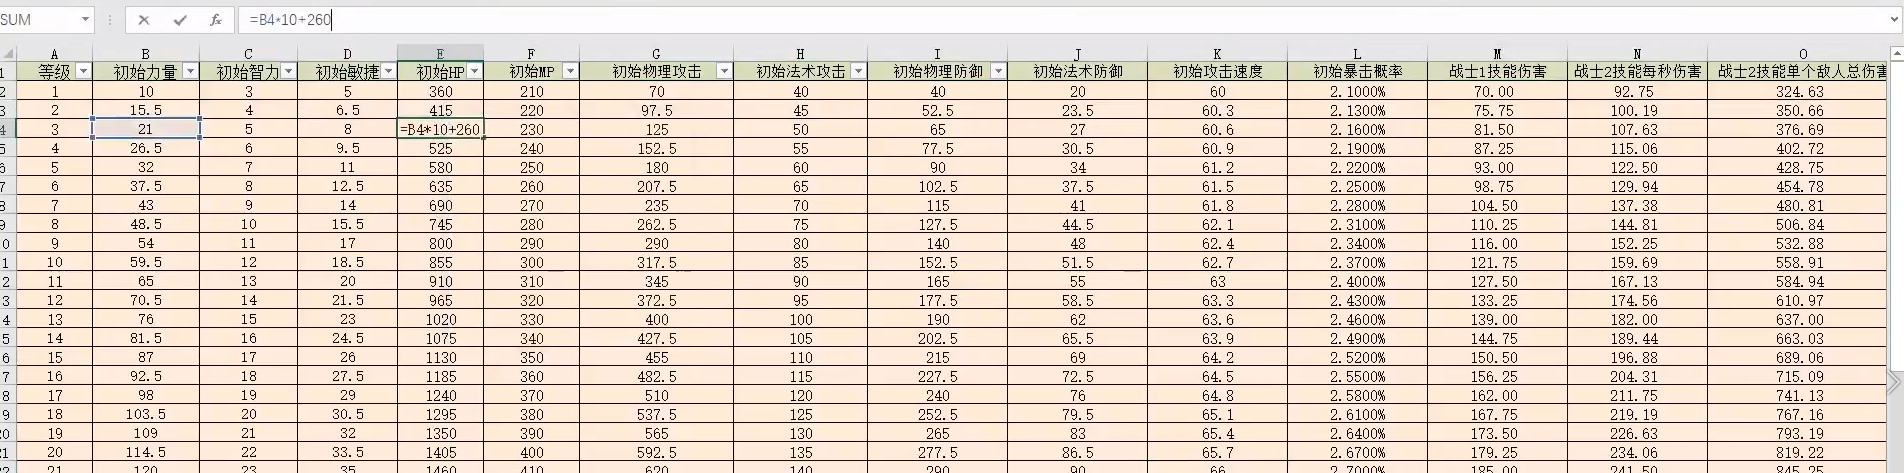 SUM =B4*10+260
A B C D E F G H I J K L M N O
1 等级 初始力量 初始智力 初始敏捷 初始HP 初始MP 初始物理攻击 初始法术攻击 初始物理防御 初始法术防御 初始攻击速度 初始暴击概率 战士1技能伤害 战士2技能每秒伤害 战士2技能单个敌人总伤害
2 1 10 3 5 360 210 70 40 40 20 60 2.1000% 70.00 92.75 324.63
3 2 15.5 4 6.5 415 220 97.5 45 52.5 23.5 60.3 2.1300% 75.75 100.19 350.66
4 3 21 5 8 =B4*10+260 230 125 50 65 27 60.6 2.1600% 81.50 107.63 376.69
5 4 26.5 6 9.5 525 240 152.5 55 77.5 30.5 60.9 2.1900% 87.25 115.06 402.72
6 5 32 7 11 580 250 180 60 90 34 61.2 2.2200% 93.00 122.50 428.75
7 6 37.5 8 12.5 635 260 207.5 65 102.5 37.5 61.5 2.2500% 98.75 129.94 454.78
8 7 43 9 14 690 270 235 70 115 41 61.8 2.2800% 104.50 137.38 480.81
9 8 48.5 10 15.5 745 280 262.5 75 127.5 44.5 62.1 2.3100% 110.25 144.81 506.84
0 9 54 11 17 800 290 290 80 140 48 62.4 2.3400% 116.00 152.25 532.88
1 10 59.5 12 18.5 855 300 317.5 85 152.5 51.5 62.7 2.3700% 121.75 159.69 558.91
2 11 65 13 20 910 310 345 90 165 55 63 2.4000% 127.50 167.13 584.94
3 12 70.5 14 21.5 965 320 372.5 95 177.5 58.5 63.3 2.4300% 133.25 174.56 610.97
4 13 76 15 23 1020 330 400 100 190 62 63.6 2.4600% 139.00 182.00 637.00
5 14 81.5 16 24.5 1075 340 427.5 105 202.5 65.5 63.9 2.4900% 144.75 189.44 663.03
6 15 87 17 26 1130 350 455 110 215 69 64.2 2.5200% 150.50 196.88 689.06
7 16 92.5 18 27.5 1185 360 482.5 115 227.5 72.5 64.5 2.5500% 156.25 204.31 715.09
8 17 98 19 29 1240 370 510 120 240 76 64.8 2.5800% 162.00 211.75 741.13
9 18 103.5 20 30.5 1295 380 537.5 125 252.5 79.5 65.1 2.6100% 167.75 219.19 767.16
20 19 109 21 32 1350 390 565 130 265 83 65.4 2.6400% 173.50 226.63 793.19
21 20 114.5 22 33.5 1405 400 592.5 135 277.5 86.5 65.7 2.6700% 179.25 234.06 819.22
22 21 120 23 35 1460 410 620 140 290 90 66 2.7000% 185.00 241.50 845.25